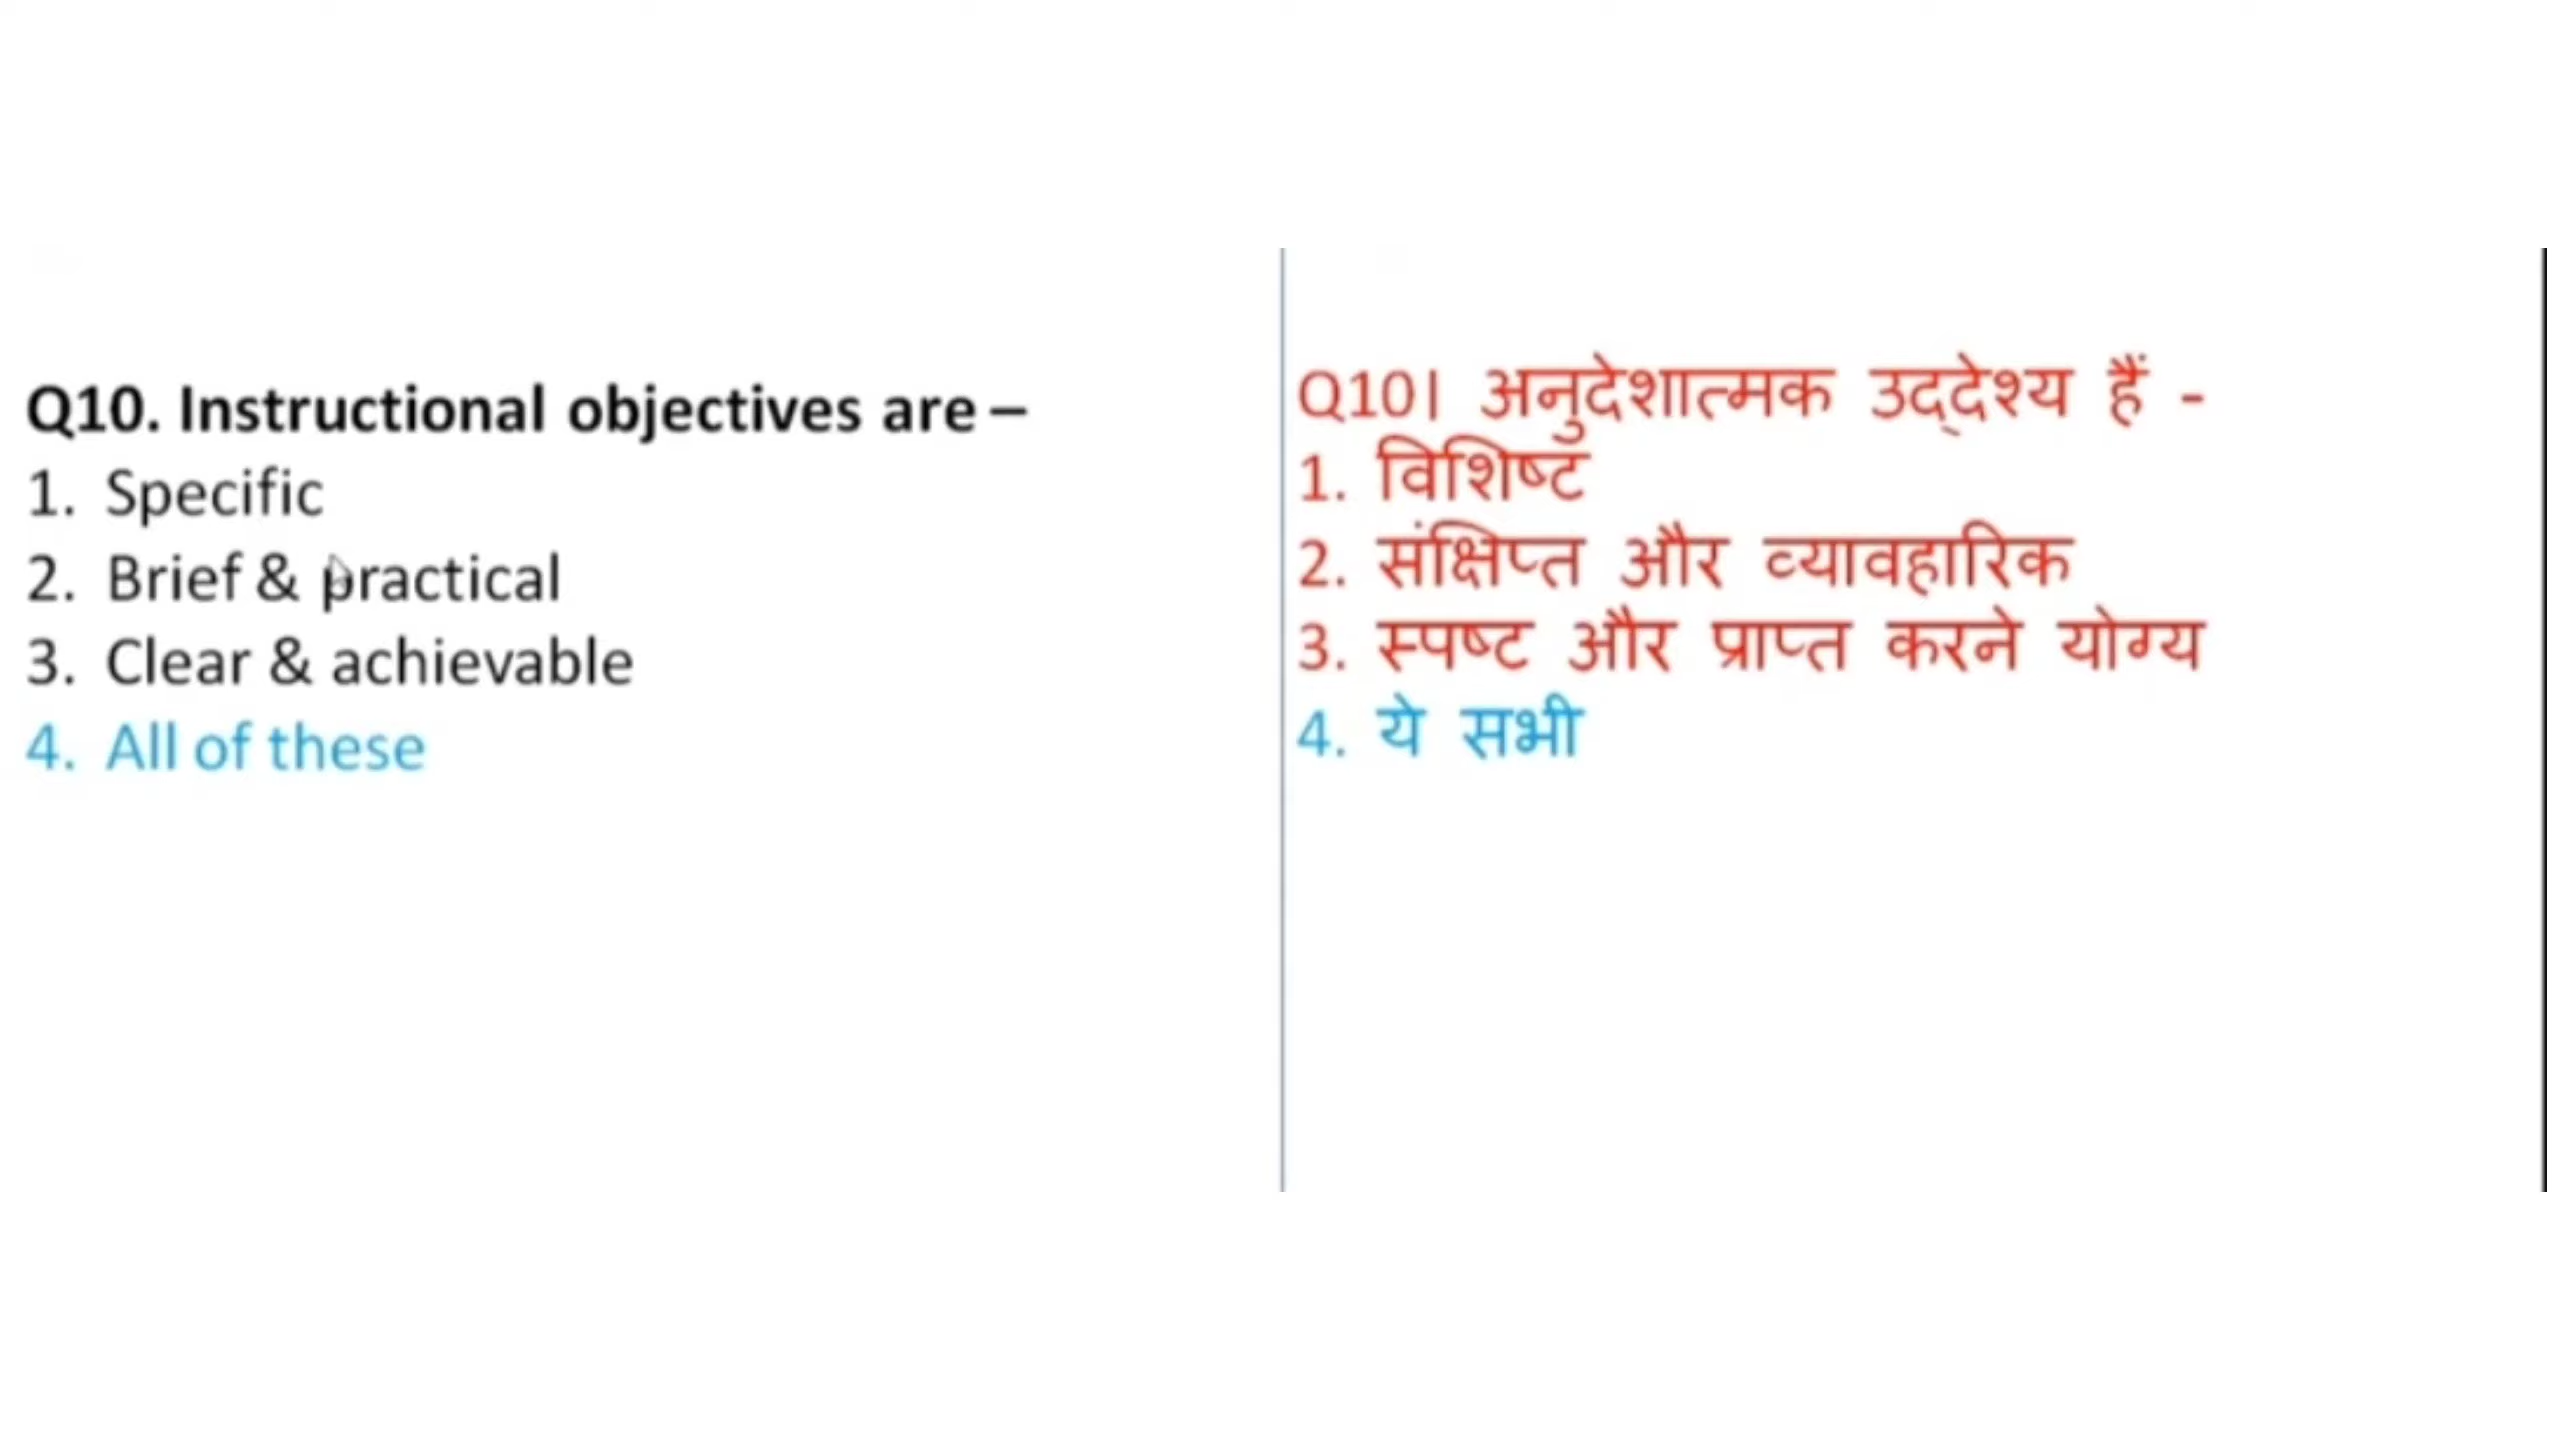 Q10. Instructional objectives are –
1. Specific
2. Brief & practical
3. Clear & achievable
4. All of these
Q10। अनुदेशात्मक उद्देश्य हैं -
1. विशिष्ट
2. संक्षिप्त और व्यावहारिक
3. स्पष्ट और प्राप्त करने योग्य
4. ये सभी